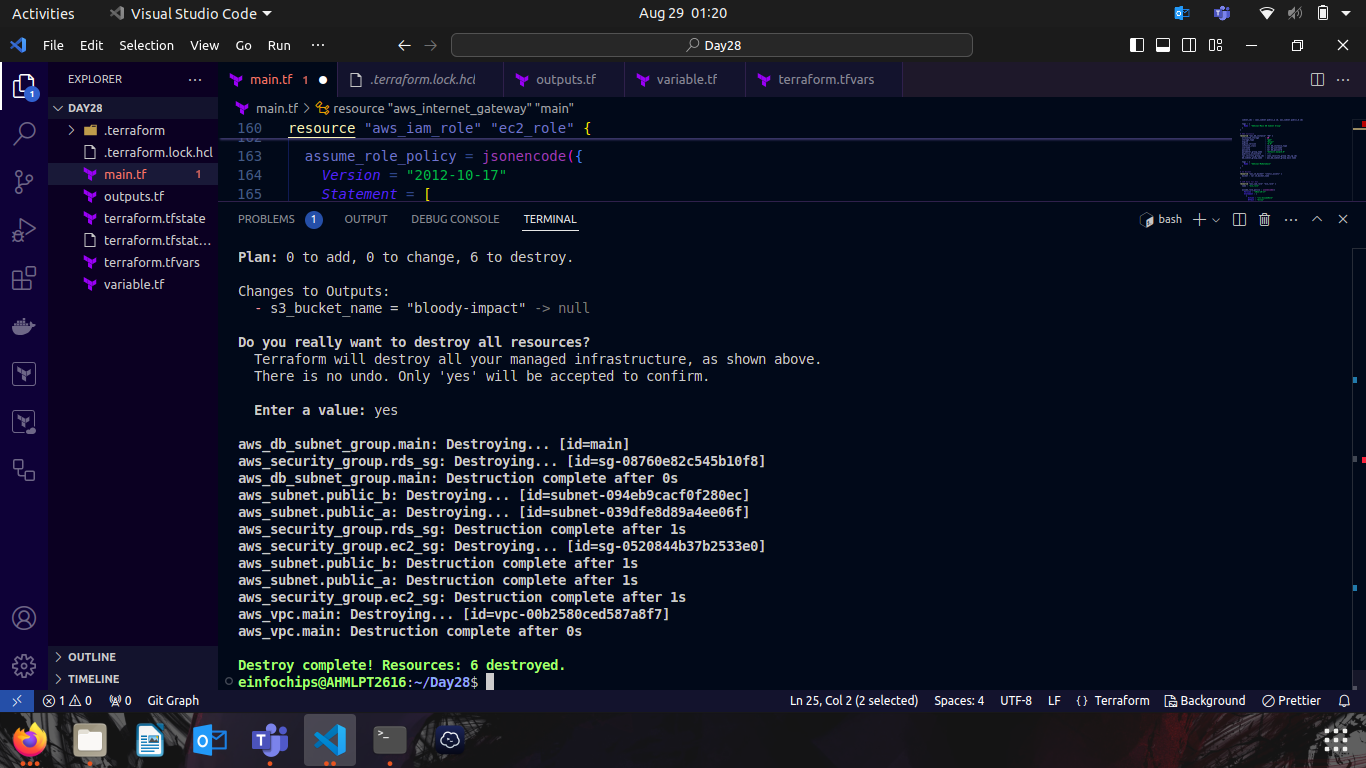 Activities
Visual Studio Code
Aug 29 01:20
File Edit Selection View Go Run ···
Day28
EXPLORER ···
DAY28
.terraform
.terraform.lock.hcl
main.tf 1
outputs.tf
terraform.tfstate
terraform.tfstat...
terraform.tfvars
variable.tf
OUTLINE
TIMELINE
1
main.tf 1
.terraform.lock.hcl
outputs.tf
variable.tf
terraform.tfvars
main.tf > resource "aws_internet_gateway" "main"
160 resource "aws_iam_role" "ec2_role" {
162
163 assume_role_policy = jsonencode({
164 Version = "2012-10-17"
165 Statement = [
PROBLEMS 1 OUTPUT DEBUG CONSOLE TERMINAL
bash
Plan: 0 to add, 0 to change, 6 to destroy.
Changes to Outputs:
- s3_bucket_name = "bloody-impact" -> null
Do you really want to destroy all resources?
Terraform will destroy all your managed infrastructure, as shown above.
There is no undo. Only 'yes' will be accepted to confirm.
Enter a value: yes
aws_db_subnet_group.main: Destroying... [id=main]
aws_security_group.rds_sg: Destroying... [id=sg-08760e82c545b10f8]
aws_db_subnet_group.main: Destruction complete after 0s
aws_subnet.public_b: Destroying... [id=subnet-094eb9cacf0f280ec]
aws_subnet.public_a: Destroying... [id=subnet-039dfe8d89a4ee06f]
aws_security_group.rds_sg: Destruction complete after 1s
aws_security_group.ec2_sg: Destroying... [id=sg-0520844b37b2533e0]
aws_subnet.public_b: Destruction complete after 1s
aws_subnet.public_a: Destruction complete after 1s
aws_security_group.ec2_sg: Destruction complete after 1s
aws_vpc.main: Destroying... [id=vpc-00b2580ced587a8f7]
aws_vpc.main: Destruction complete after 0s
Destroy complete! Resources: 6 destroyed.
einfochips@AHMLPT2616:~/Day28$
1 0 0 Git Graph
Ln 25, Col 2 (2 selected) Spaces: 4 UTF-8 LF {} Terraform Background Prettier